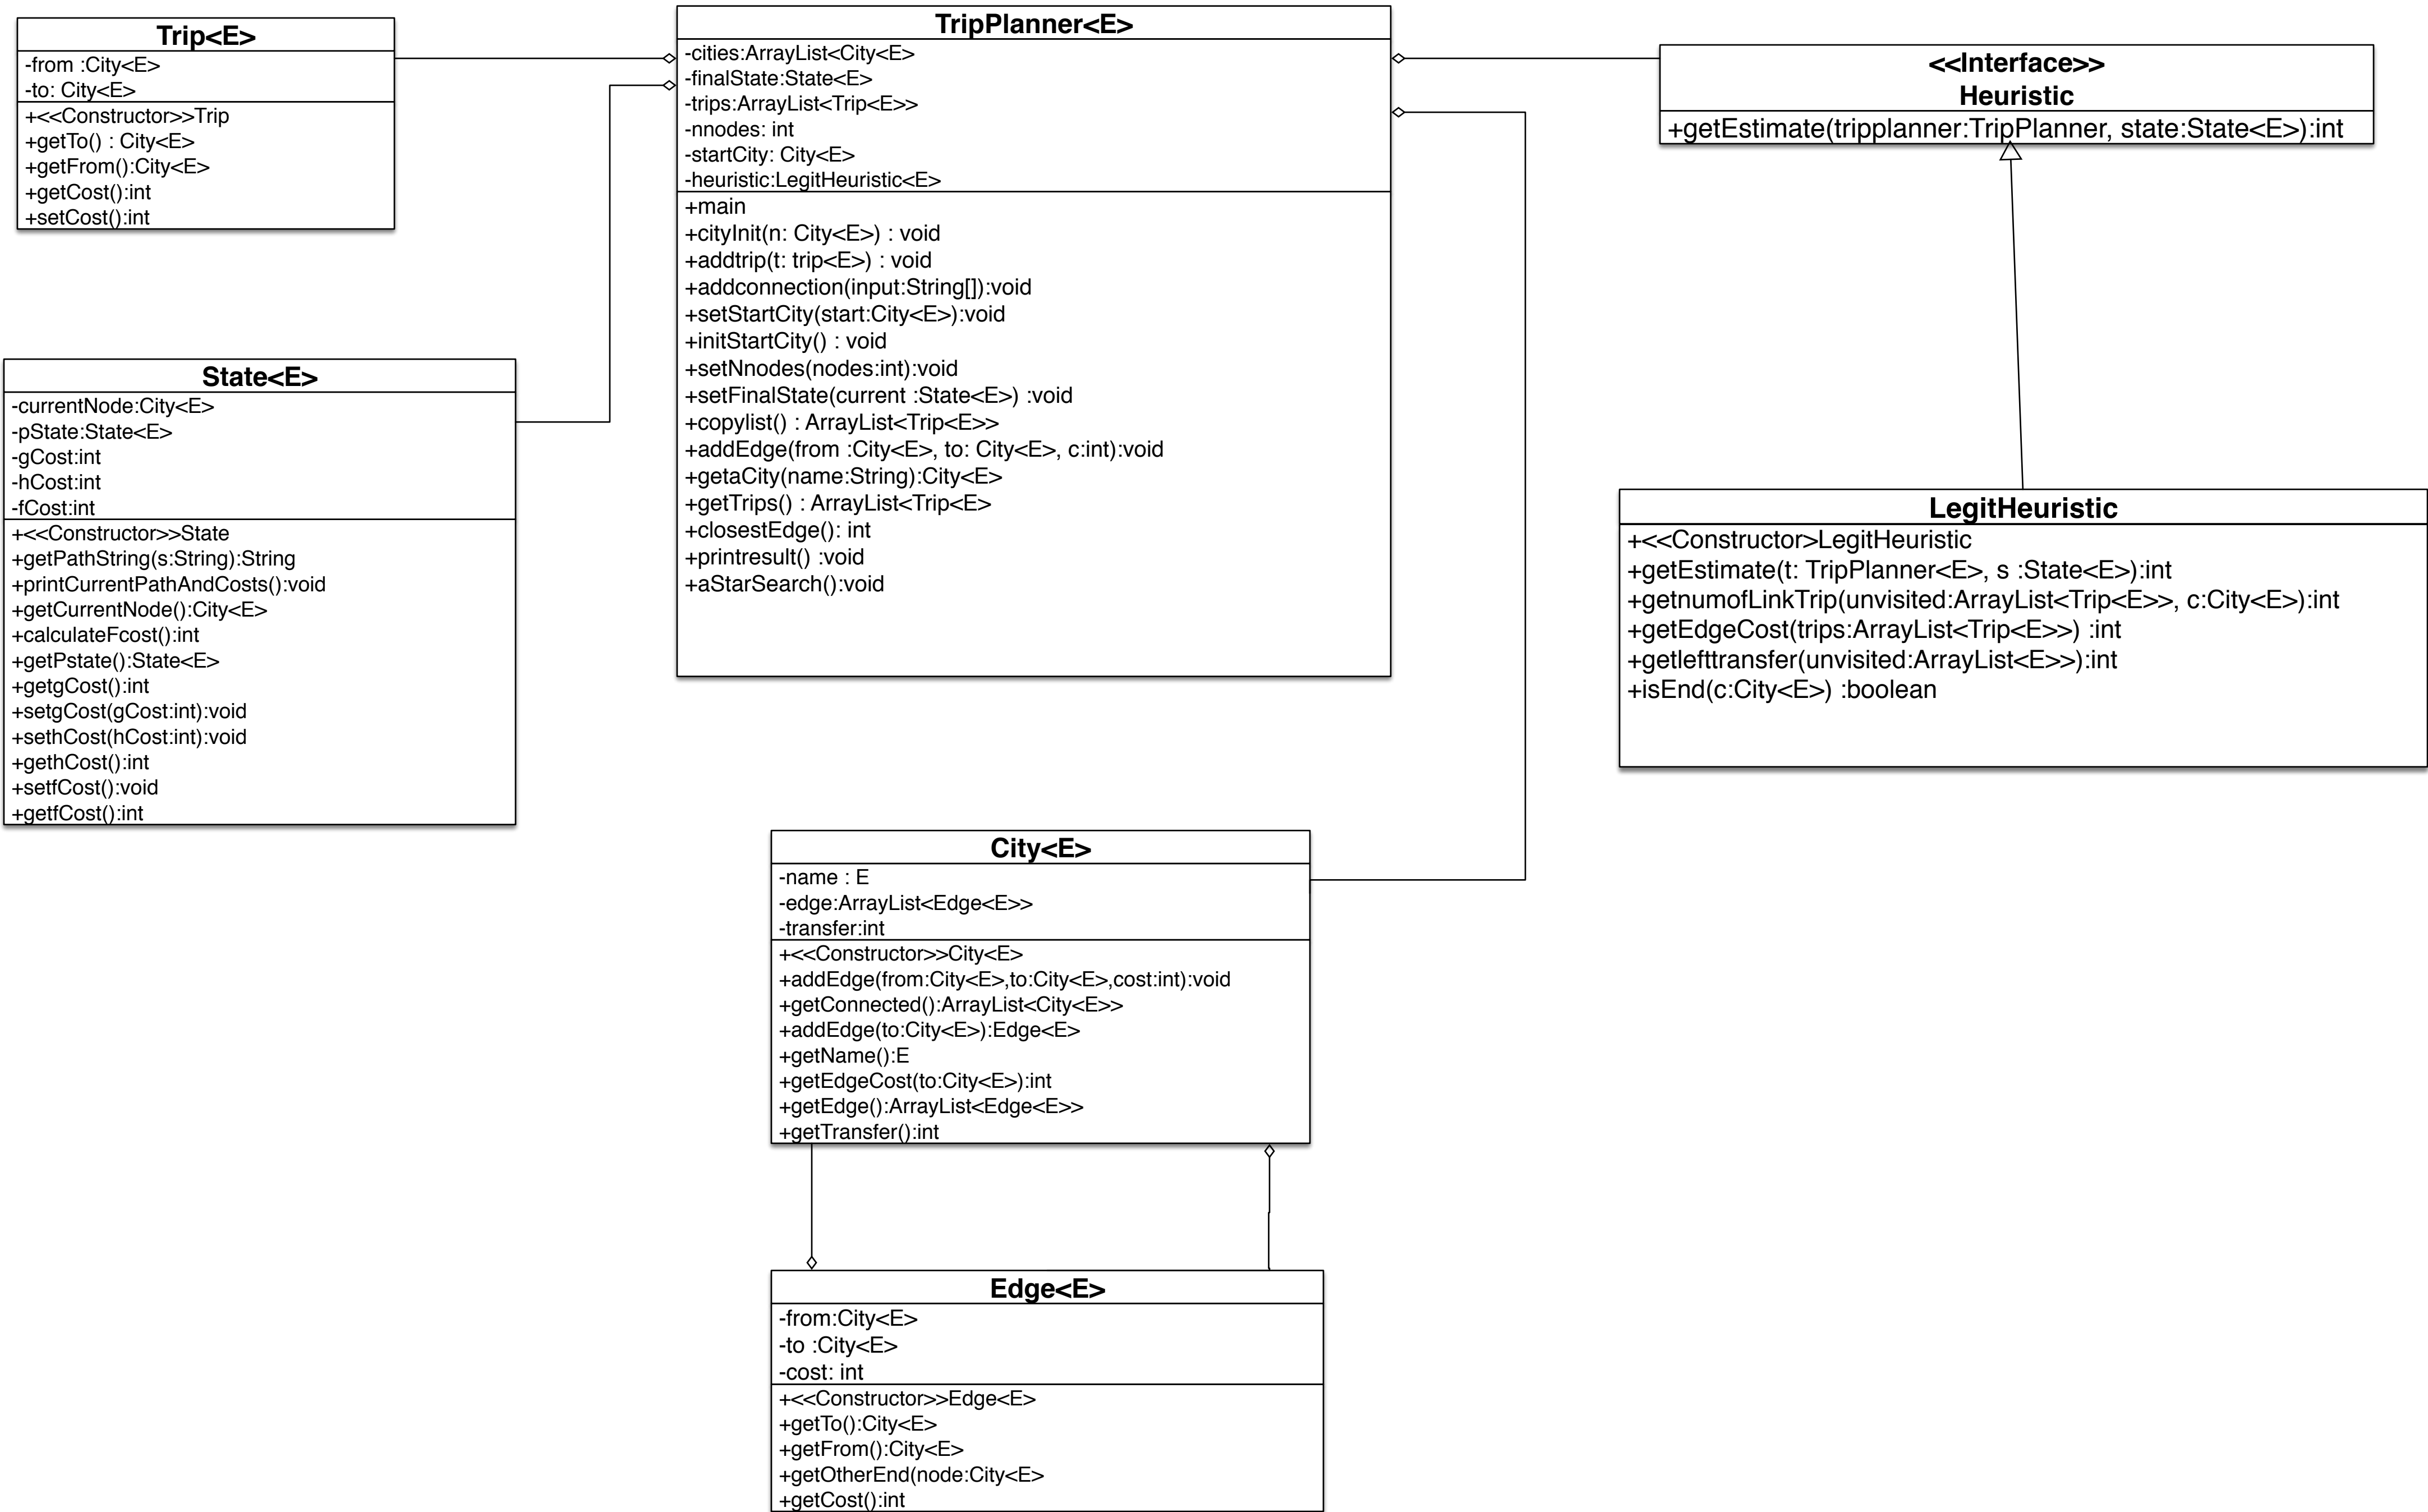 Trip<E>
-from :City<E>
-to: City<E>
+<<Constructor>>Trip
+getTo() : City<E>
+getFrom():City<E>
+getCost():int
+setCost():int
TripPlanner<E>
-cities:ArrayList<City<E>
-finalState:State<E>
-trips:ArrayList<Trip<E>>
-nnodes: int
-startCity: City<E>
-heuristic:LegitHeuristic<E>
+main
+cityInit(n: City<E>) : void
+addtrip(t: trip<E>) : void
+addconnection(input:String[]):void
+setStartCity(start:City<E>):void
+initStartCity() : void
+setNnodes(nodes:int):void
+setFinalState(current :State<E>) :void
+copylist() : ArrayList<Trip<E>>
+addEdge(from :City<E>, to: City<E>, c:int):void
+getaCity(name:String):City<E>
+getTrips() : ArrayList<Trip<E>
+closestEdge(): int
+printresult() :void
+aStarSearch():void
<<Interface>>
Heuristic
+getEstimate(tripplanner:TripPlanner, state:State<E>):int
State<E>
-currentNode:City<E>
-pState:State<E>
-gCost:int
-hCost:int
-fCost:int
+<<Constructor>>State
+getPathString(s:String):String
+printCurrentPathAndCosts():void
+getCurrentNode():City<E>
+calculateFcost():int
+getPstate():State<E>
+getgCost():int
+setgCost(gCost:int):void
+sethCost(hCost:int):void
+gethCost():int
+setfCost():void
+getfCost():int
LegitHeuristic
+<<Constructor>LegitHeuristic
+getEstimate(t: TripPlanner<E>, s :State<E>):int
+getnumofLinkTrip(unvisited:ArrayList<Trip<E>>, c:City<E>):int
+getEdgeCost(trips:ArrayList<Trip<E>>) :int
+getlefttransfer(unvisited:ArrayList<E>>):int
+isEnd(c:City<E>) :boolean
City<E>
-name : E
-edge:ArrayList<Edge<E>>
-transfer:int
+<<Constructor>>City<E>
+addEdge(from:City<E>,to:City<E>,cost:int):void
+getConnected():ArrayList<City<E>>
+addEdge(to:City<E>):Edge<E>
+getName():E
+getEdgeCost(to:City<E>):int
+getEdge():ArrayList<Edge<E>>
+getTransfer():int
Edge<E>
-from:City<E>
-to :City<E>
-cost: int
+<<Constructor>>Edge<E>
+getTo():City<E>
+getFrom():City<E>
+getOtherEnd(node:City<E>
+getCost():int